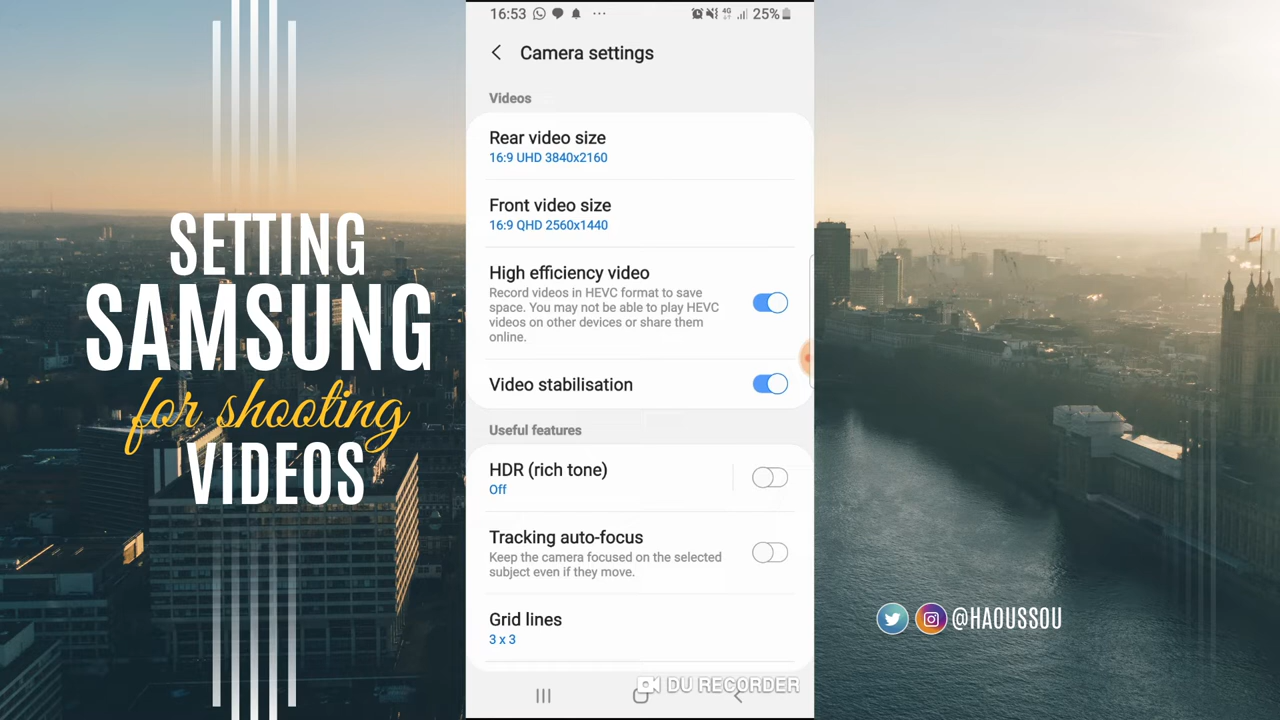 SETTING
SAMSUNG
for shooting
VIDEOS
16:53
4G
25%
Camera settings
Videos
Rear video size
16:9 UHD 3840x2160
Front video size
16:9 QHD 2560x1440
High efficiency video
Record videos in HEVC format to save
space. You may not be able to play HEVC
videos on other devices or share them
online.
Video stabilisation
Useful features
HDR (rich tone)
Off
Tracking auto-focus
Keep the camera focused on the selected
subject even if they move.
Grid lines
3 x 3
DU RECORDER
@HAOUSSOU